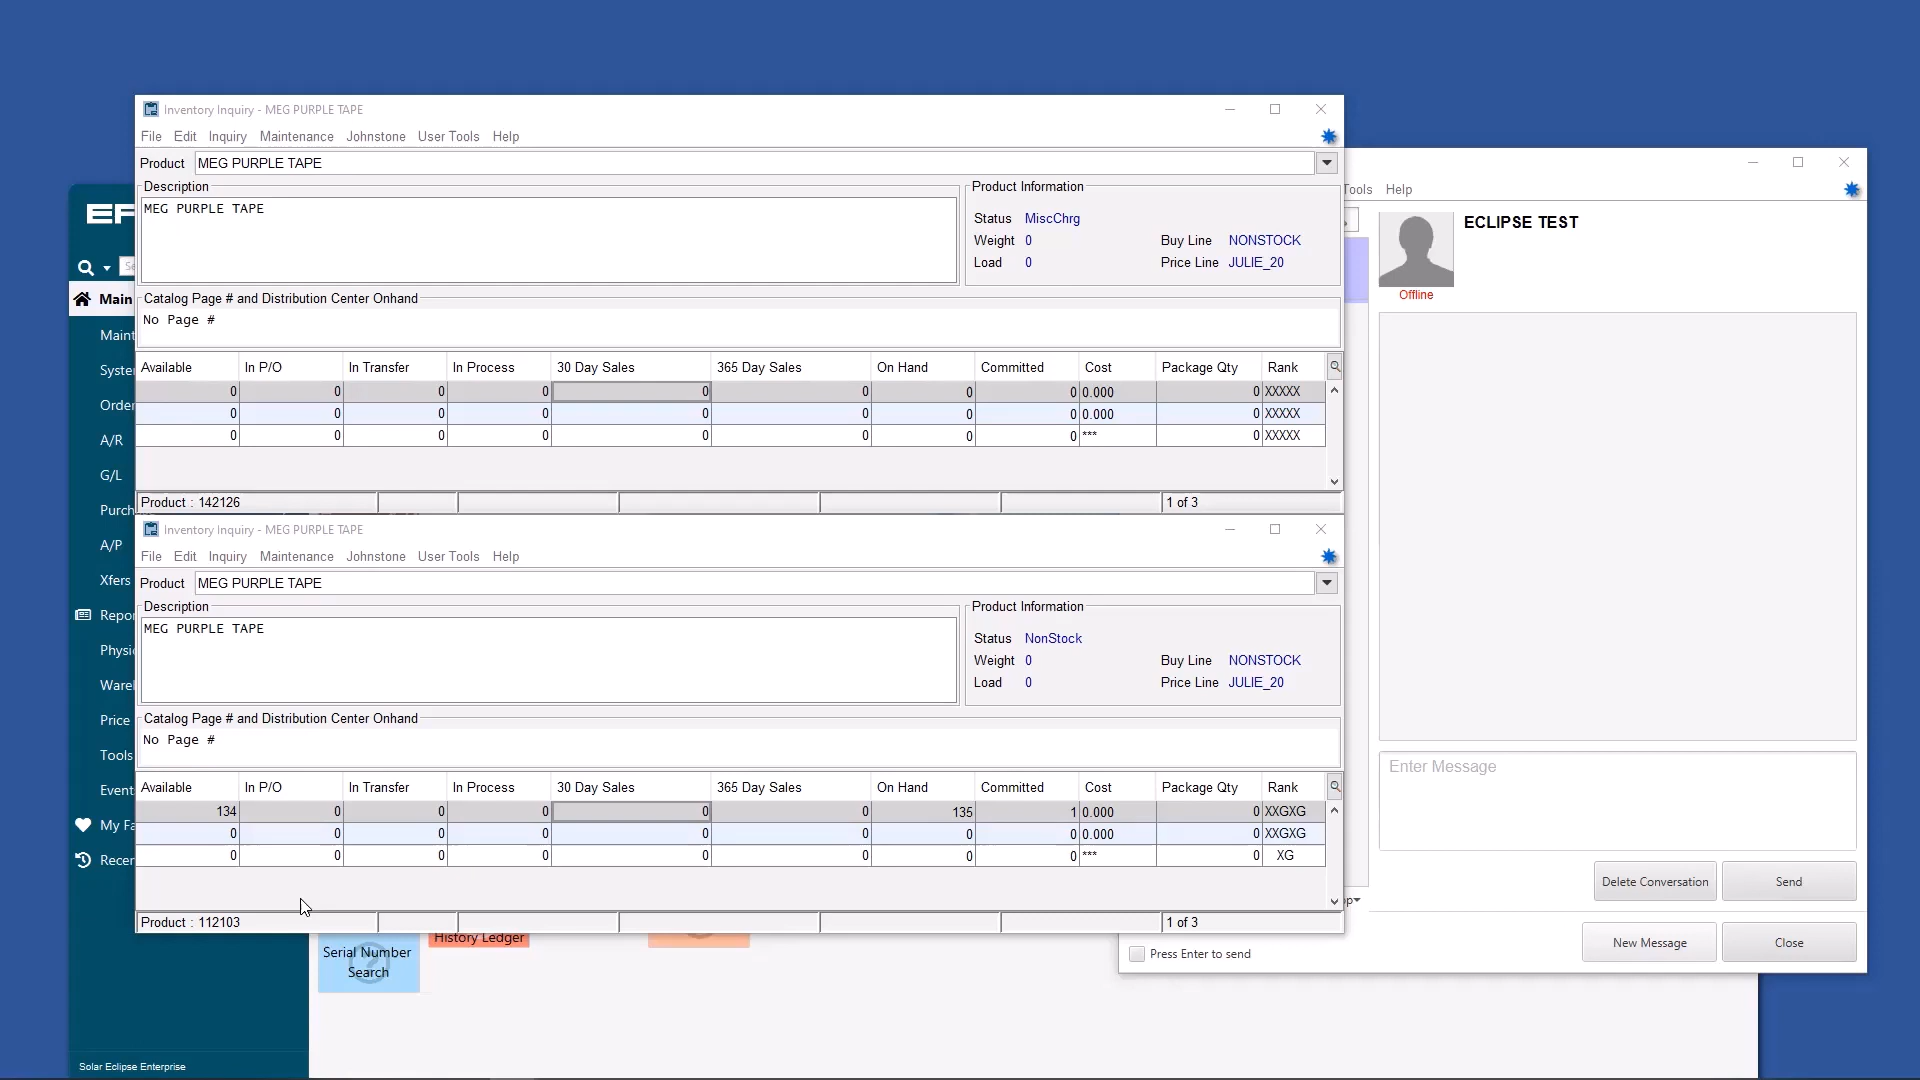 Inventory Inquiry - MEG PURPLE TAPE
File Edit Inquiry Maintenance Johnstone User Tools Help
Product MEG PURPLE TAPE
Description
MEG PURPLE TAPE
Product Information
Status MiscChrg
Weight 0 Buy Line NONSTOCK
Load 0 Price Line JULIE_20
Catalog Page # and Distribution Center Onhand
No Page #
Available In P/O In Transfer In Process 30 Day Sales 365 Day Sales On Hand Committed Cost Package Qty Rank
0 0 0 0 0 0 0 0 0.000 0 XXXXX
0 0 0 0 0 0 0 0 0.000 0 XXXXX
0 0 0 0 0 0 0 0 *** 0 XXXXX
Product : 142126 1 of 3
Inventory Inquiry - MEG PURPLE TAPE
File Edit Inquiry Maintenance Johnstone User Tools Help
Product MEG PURPLE TAPE
Description
MEG PURPLE TAPE
Product Information
Status NonStock
Weight 0 Buy Line NONSTOCK
Load 0 Price Line JULIE_20
Catalog Page # and Distribution Center Onhand
No Page #
Available In P/O In Transfer In Process 30 Day Sales 365 Day Sales On Hand Committed Cost Package Qty Rank
134 0 0 0 0 0 135 1 0.000 0 XXGXG
0 0 0 0 0 0 0 0 0.000 0 XXGXG
0 0 0 0 0 0 0 0 *** 0 XG
Product : 112103 1 of 3
Main
Maint
Syste
Order
A/R
G/L
Purch
A/P
Xfers
Repor
Physi
Ware
Price
Tools
Event
My Fa
Recer
Solar Eclipse Enterprise
Serial Number
Search
History Ledger
Tools Help
ECLIPSE TEST
Offline
Enter Message
Delete Conversation Send
New Message Close
Press Enter to send